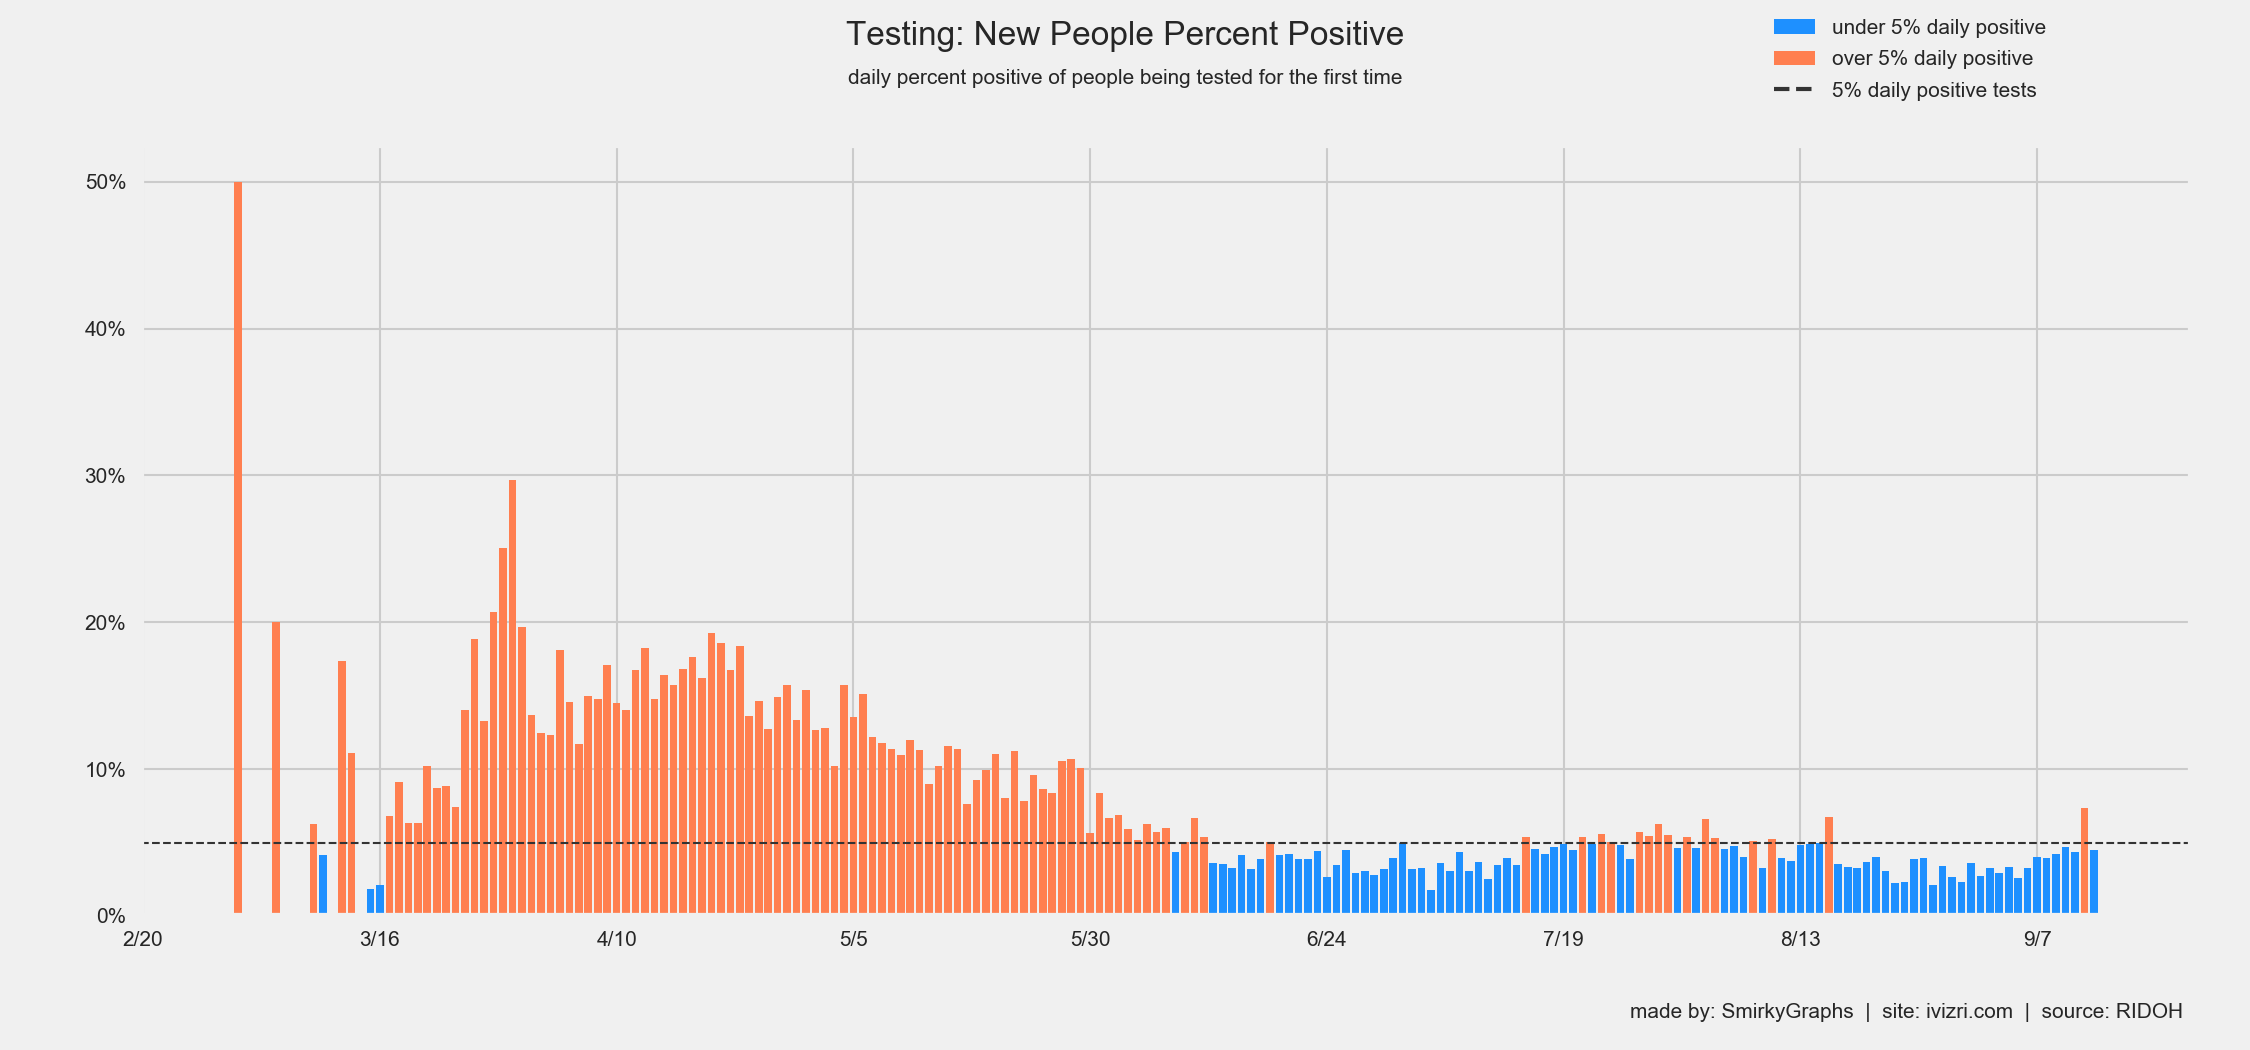 Testing: New People Percent Positive
daily percent positive of people being tested for the first time
under 5% daily positive
over 5% daily positive
5% daily positive tests
50%
40%
30%
20%
10%
0%
2/20 3/16 4/10 5/5 5/30 6/24 7/19 8/13 9/7
made by: SmirkyGraphs | site: ivizri.com | source: RIDOH